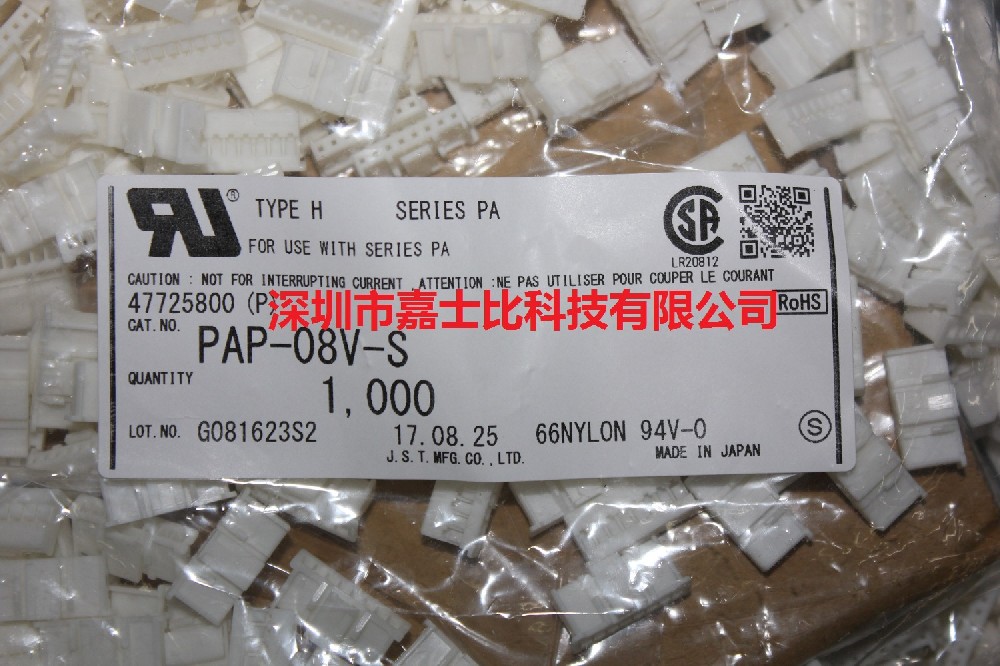 RU ® TYPE H SERIES PA
FOR USE WITH SERIES PA
CSA
LR20812
CAUTION : NOT FOR INTERRUPTING CURRENT ATTENTION :NE PAS UTILISER POUR COUPER LE COURANT
47725800 (P) 深圳市嘉士比科技有限公司 RoHS
CAT.NO. PAP-08V-S
QUANTITY 1,000
LOT.NO. G081623S2 17.08.25 66NYLON 94V-0 S
J.S.T.MFG.CO.,LTD. MADE IN JAPAN